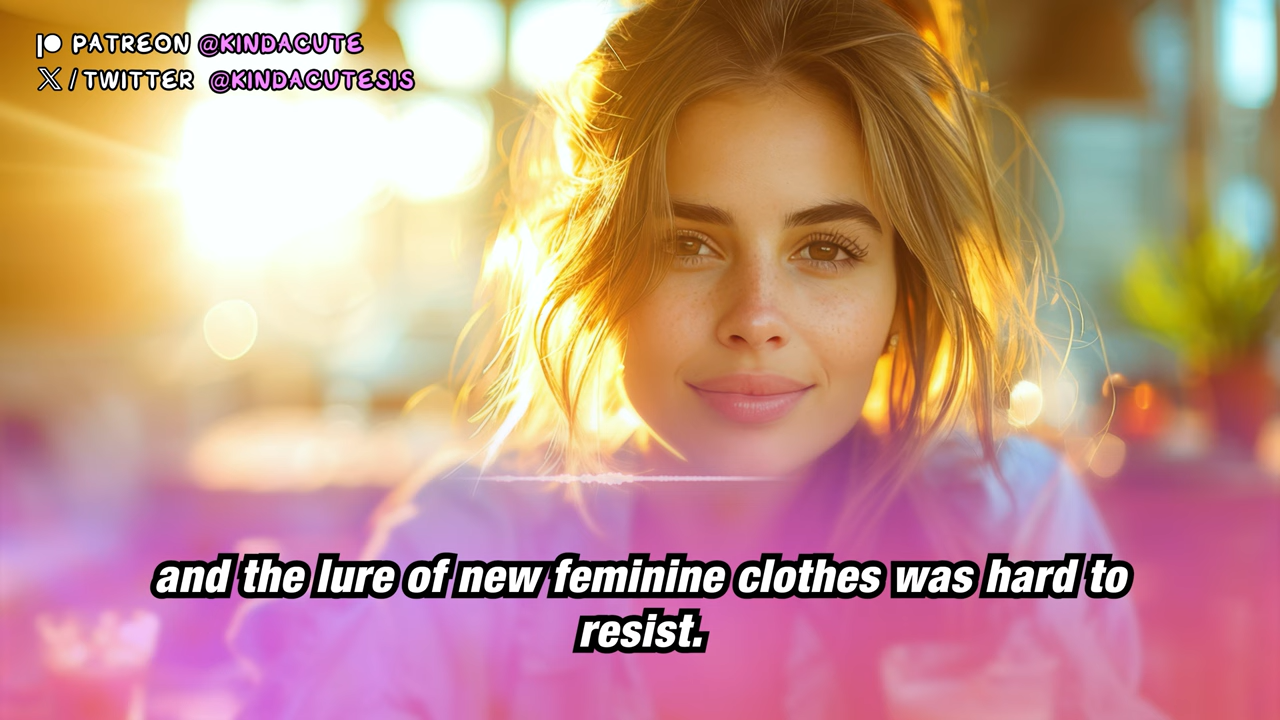 PATREON @KINDACUTE
X / TWITTER @KINDACUTESIS
and the lure of new feminine clothes was hard to
resist.